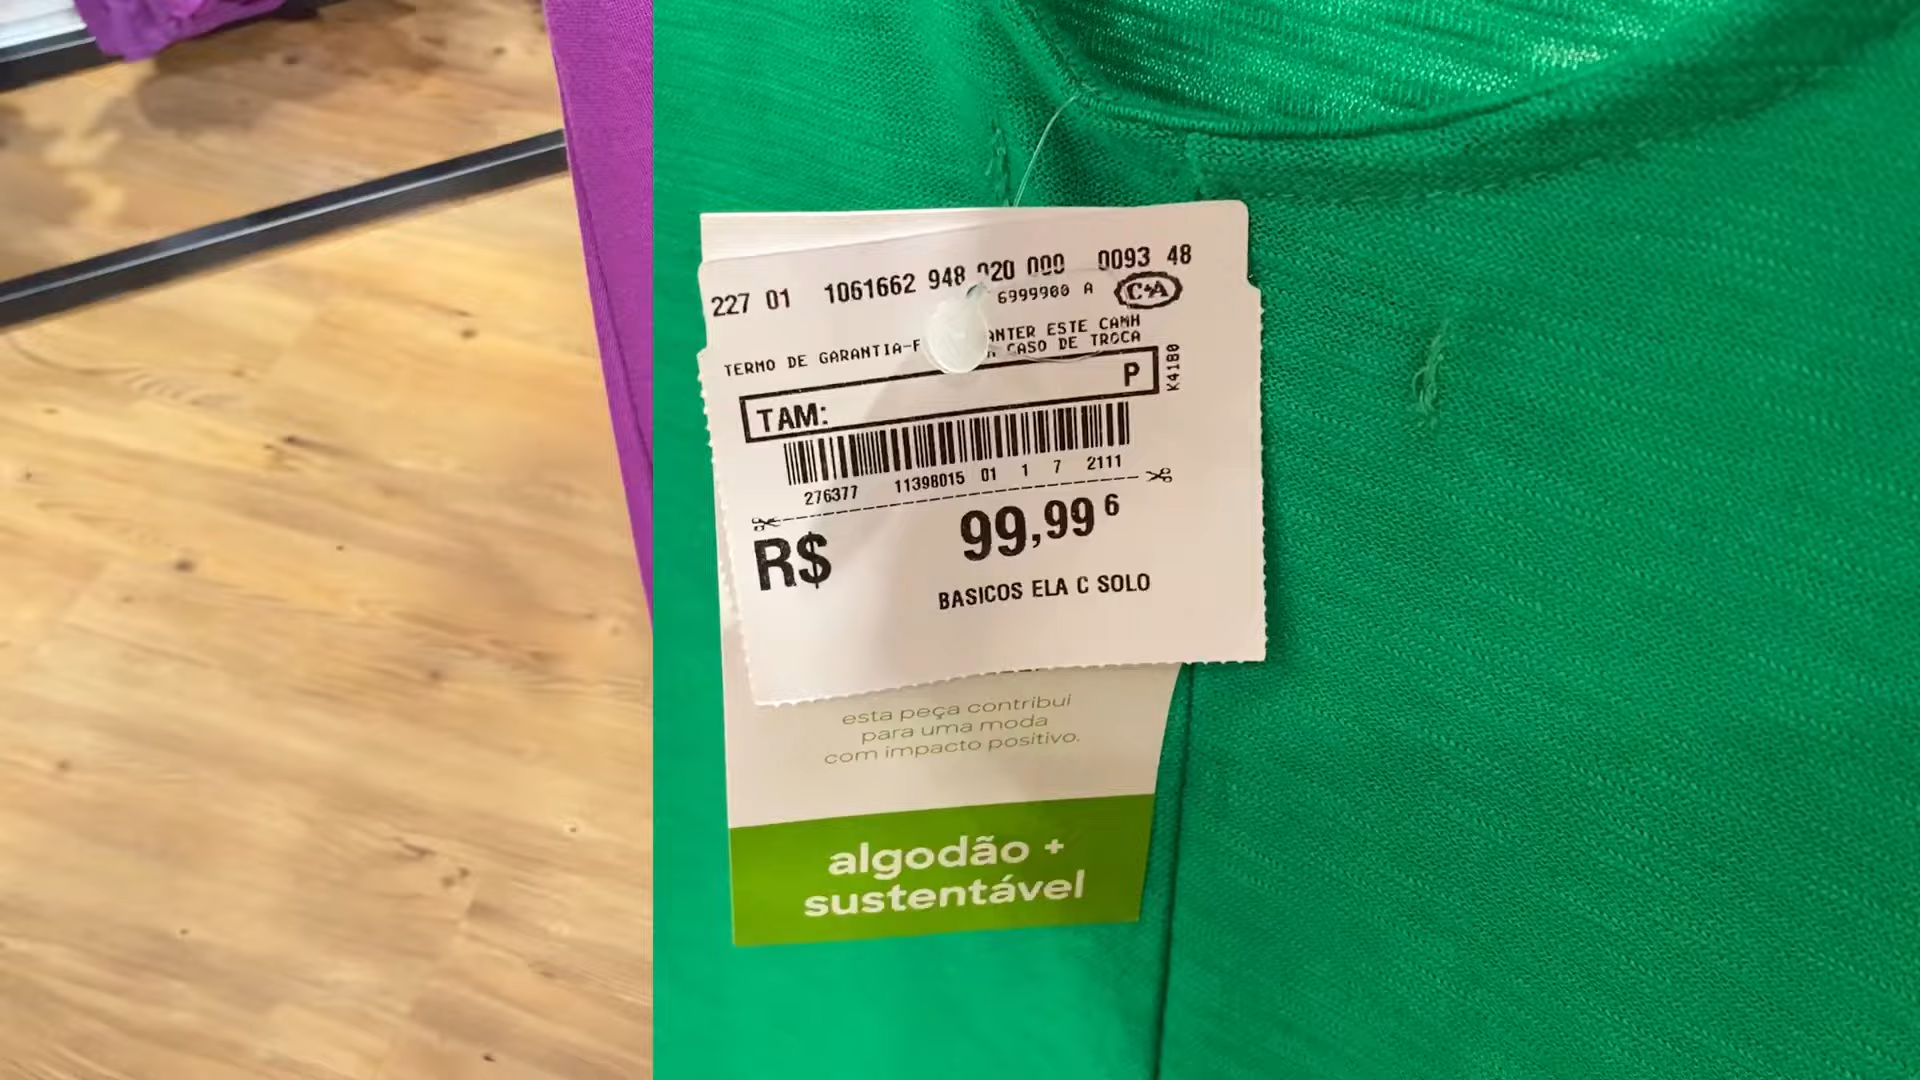 227 01 1061662 948 020 000 0093 48
6999900 A C&A
TERMO DE GARANTIA-F ANTER ESTE CAMH
CASO DE TROCA
K4180
TAM: P
276377 11398015 01 1 7 2111
R$ 99,99 6
BASICOS ELA C SOLO
esta peça contribui
para uma moda
com impacto positivo.
algodão +
sustentável